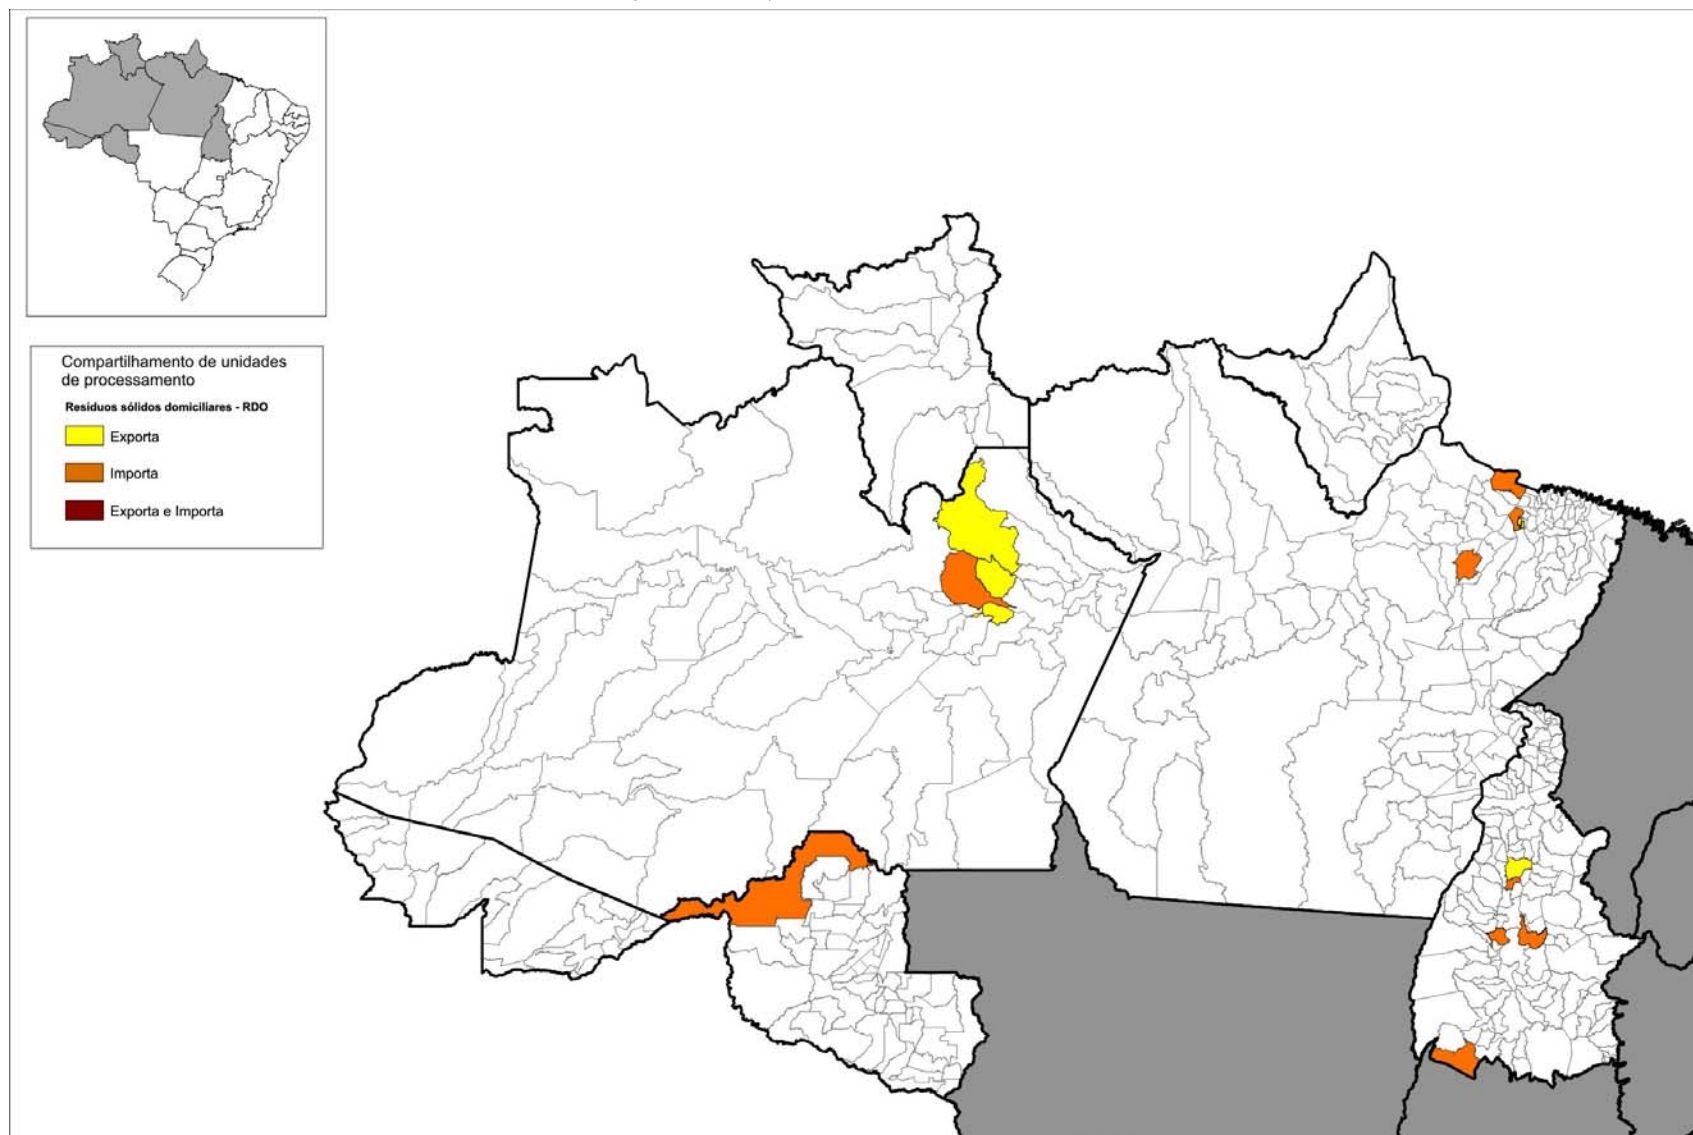 Compartilhamento de unidades
de processamento
Resíduos sólidos domiciliares - RDO
Exporta
Importa
Exporta e Importa